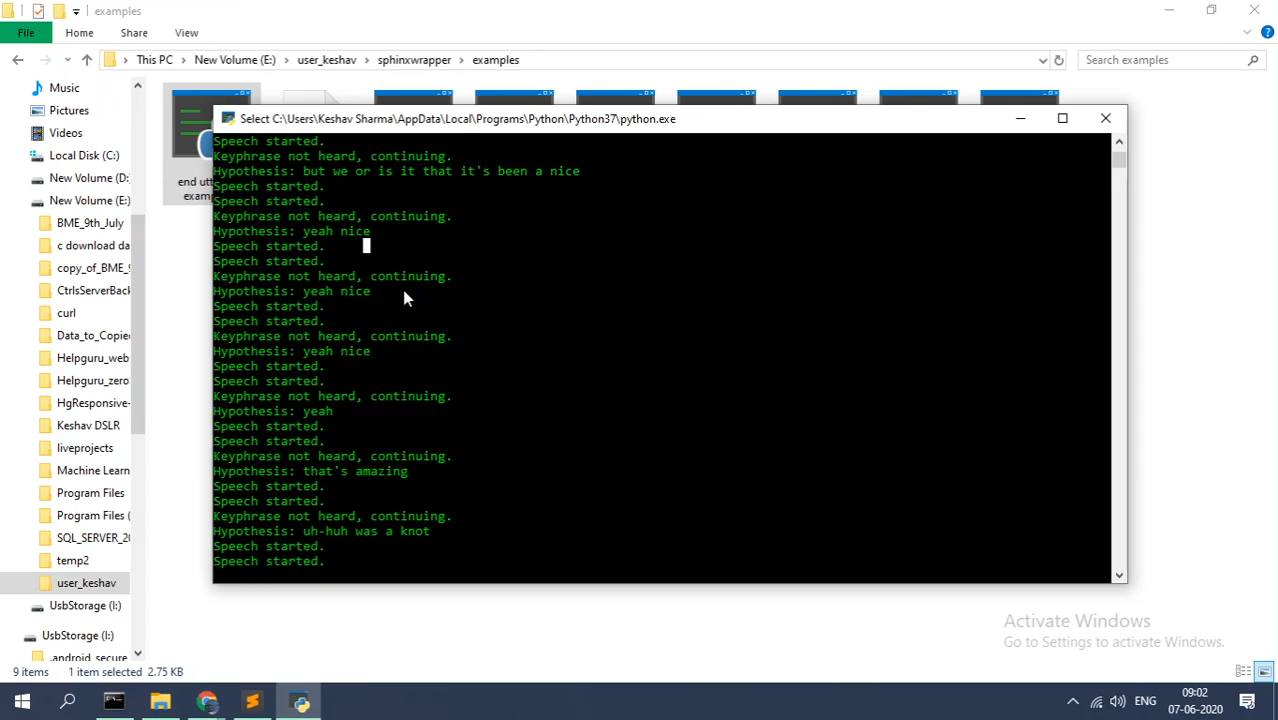 examples
File
Home
Share
View
This PC
New Volume (E:)
user_keshav
sphinxwrapper
examples
Search examples
Music
Pictures
Videos
Local Disk (C:)
New Volume (D:
New Volume (E:
BME_9th_July
c download da
copy_of_BME_9
CtrlsServerBack
curl
Data_to_Copied
Helpguru_web
Helpguru_zero
HgResponsive-
Keshav DSLR
liveprojects
Machine Learn
Program Files
Program Files (
SQL_SERVER_20
temp2
user_keshav
UsbStorage (I:)
UsbStorage (I:)
.android_secure
end utt
examp
Select C:\Users\Keshav Sharma\AppData\Local\Programs\Python\Python37\python.exe
Speech started.
Keyphrase not heard, continuing.
Hypothesis: but we or is it that it's been a nice
Speech started.
Speech started.
Keyphrase not heard, continuing.
Hypothesis: yeah nice
Speech started.
Speech started.
Keyphrase not heard, continuing.
Hypothesis: yeah nice
Speech started.
Speech started.
Keyphrase not heard, continuing.
Hypothesis: yeah nice
Speech started.
Speech started.
Keyphrase not heard, continuing.
Hypothesis: yeah
Speech started.
Speech started.
Keyphrase not heard, continuing.
Hypothesis: that's amazing
Speech started.
Speech started.
Keyphrase not heard, continuing.
Hypothesis: uh-huh was a knot
Speech started.
Speech started.
Activate Windows
Go to Settings to activate Windows.
9 items 1 item selected 2.75 KB
ENG
09:02
07-06-2020